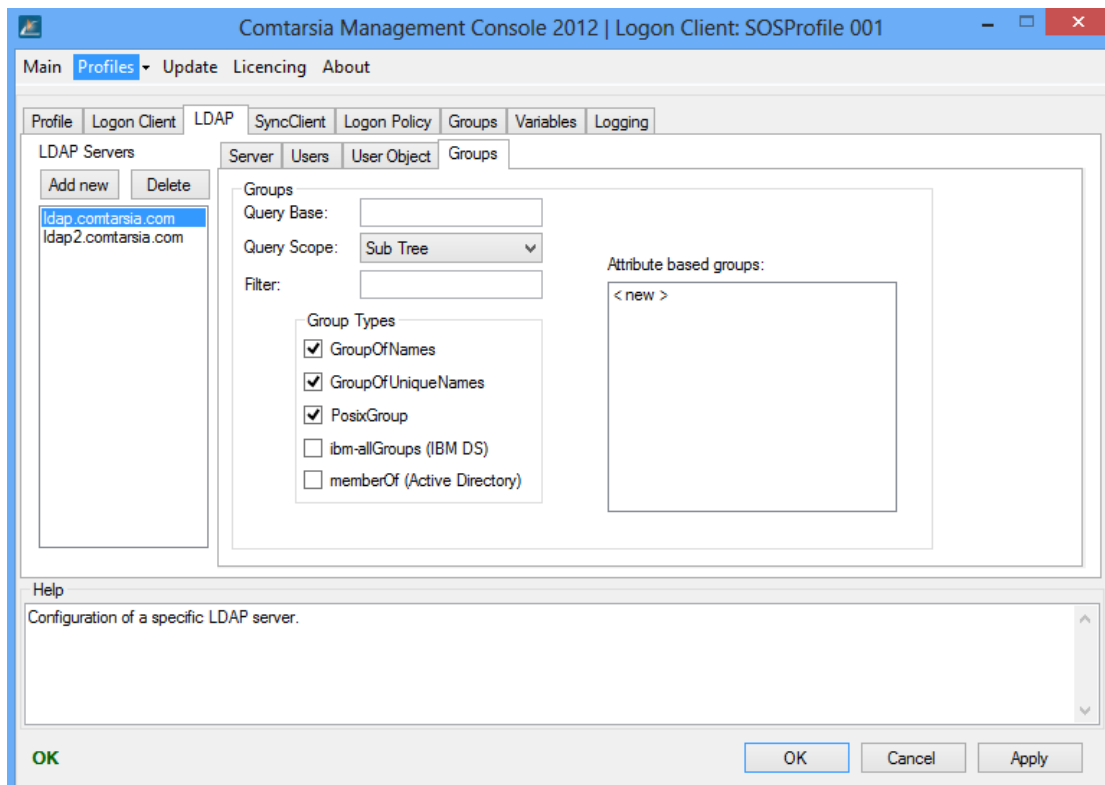 Comtarsia Management Console 2012 | Logon Client: SOSProfile 001
Main Profiles Update Licencing About
Profile Logon Client LDAP SyncClient Logon Policy Groups Variables Logging
LDAP Servers
Server Users User Object Groups
Add new Delete
ldap.comtarsia.com
ldap2.comtarsia.com
Groups
Query Base:
Query Scope: Sub Tree
Filter:
Group Types
GroupOfNames
GroupOfUniqueNames
PosixGroup
ibm-allGroups (IBM DS)
memberOf (Active Directory)
Attribute based groups:
< new >
Help
Configuration of a specific LDAP server.
OK
OK Cancel Apply